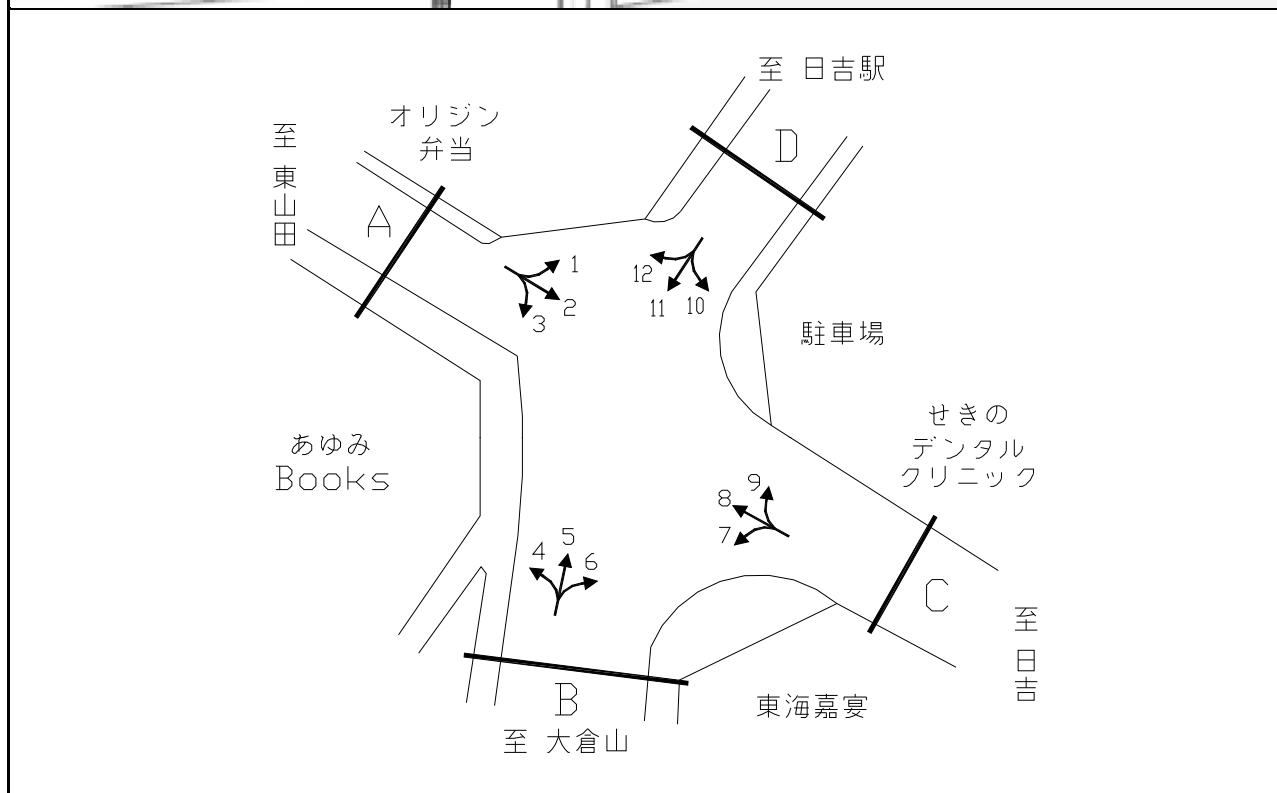 至 日吉駅
D
オリジン
弁当
至 東山田
A
1
2
3
12
11
10
駐車場
せきの
デンタル
クリニック
あゆみ
Books
9
8
7
5
4
6
C
至 日吉
B
至 大倉山
東海嘉宴